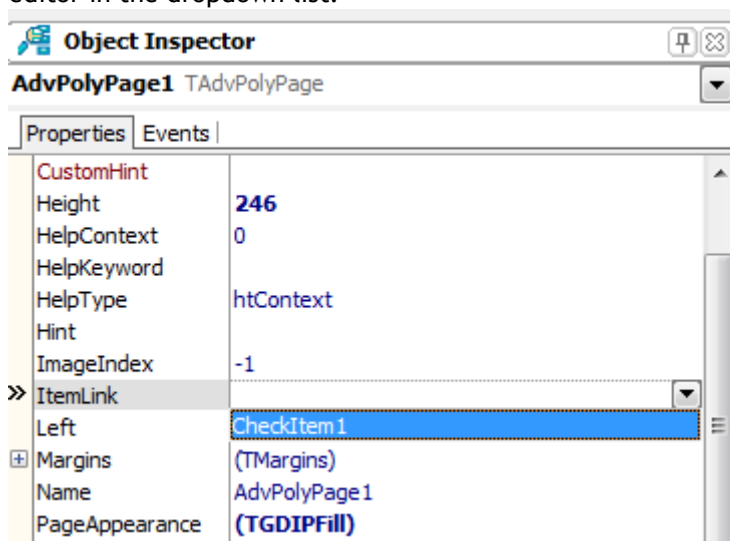 editor in the dropdown list.
Object Inspector
AdvPolyPage1 TAdvPolyPage
Properties Events
CustomHint
Height 246
HelpContext 0
HelpKeyword
HelpType htContext
Hint
ImageIndex -1
ItemLink
Left CheckItem1
Margins (TMargins)
Name AdvPolyPage1
PageAppearance (TGDIPFill)